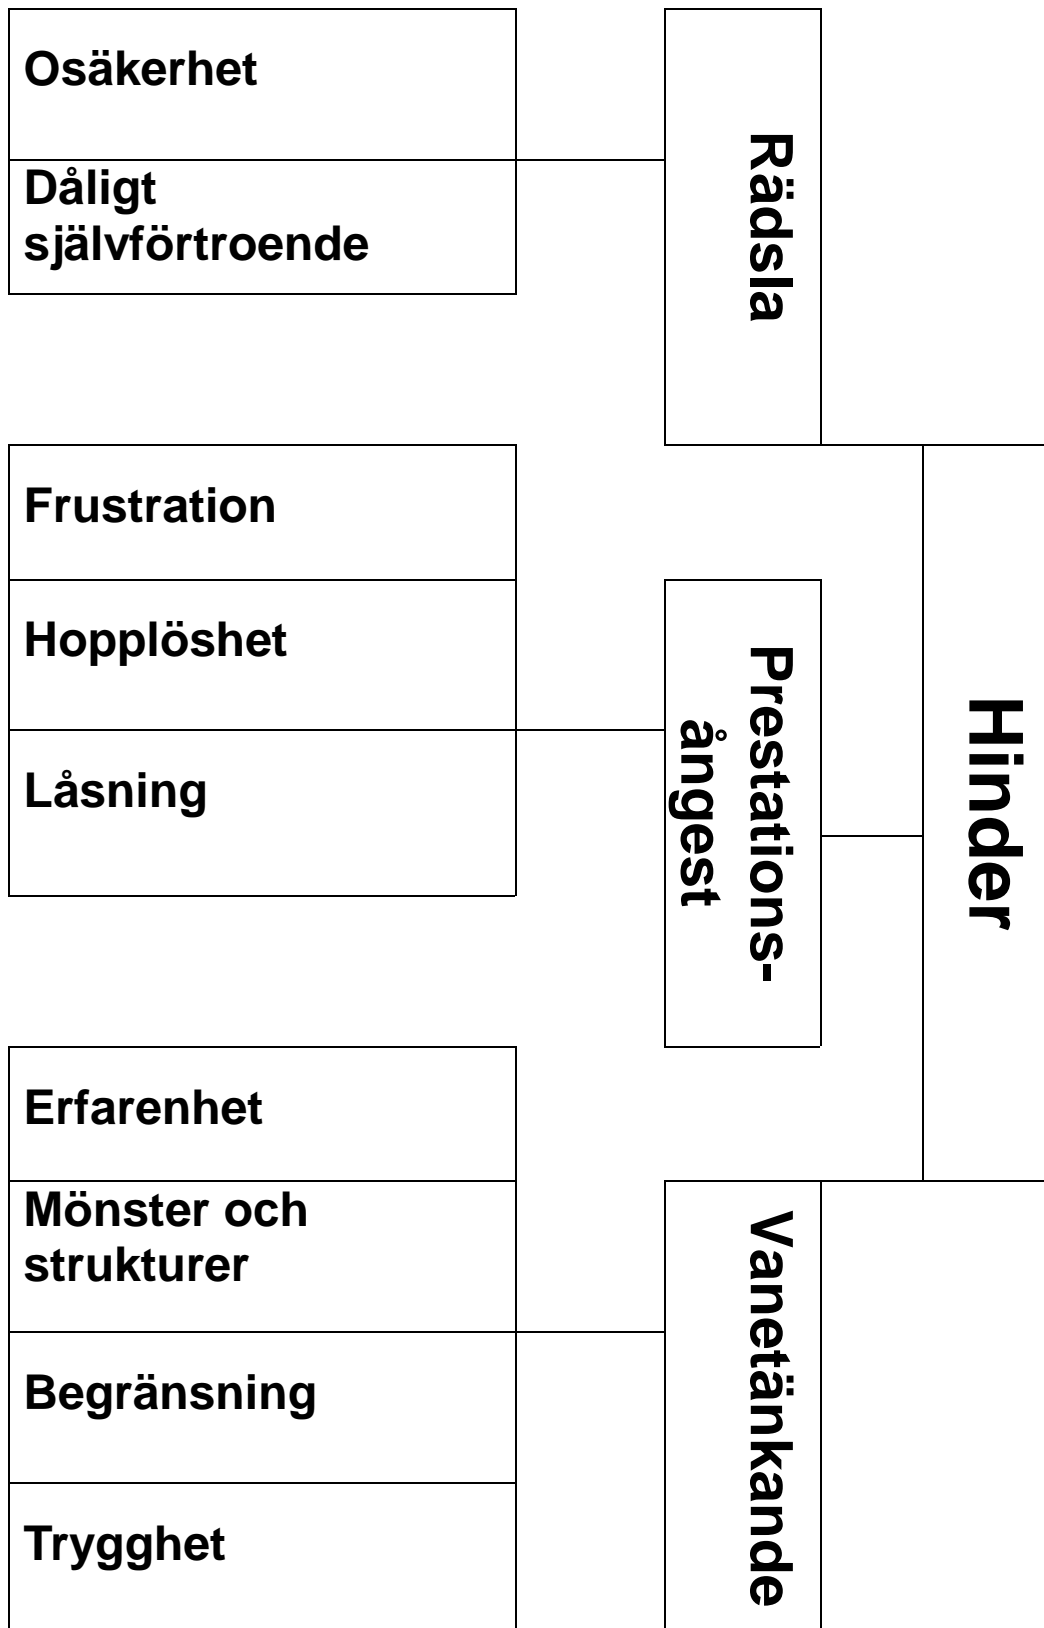 Osäkerhet
Dåligt
självförtroende
Rädsla
Frustration
Hopplöshet
Låsning
Prestations-
ångest
Hinder
Erfarenhet
Mönster och
strukturer
Begränsning
Trygghet
Vanetänkande